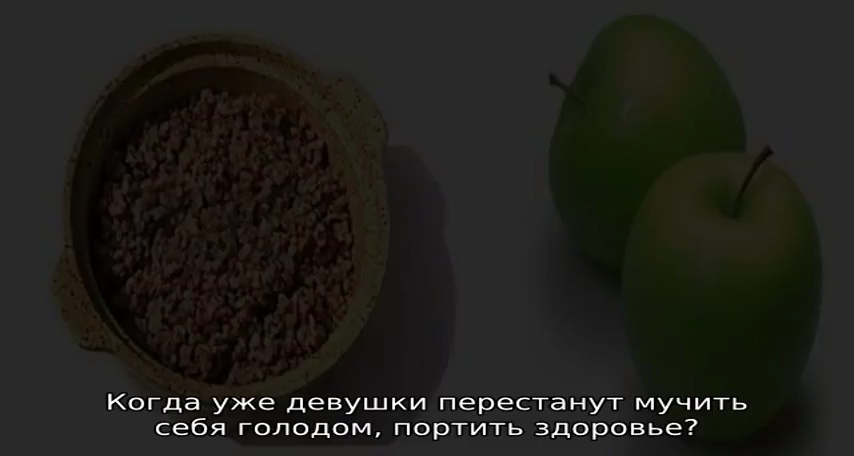 Когда уже девушки перестанут мучить
себя голодом, портить здоровье?